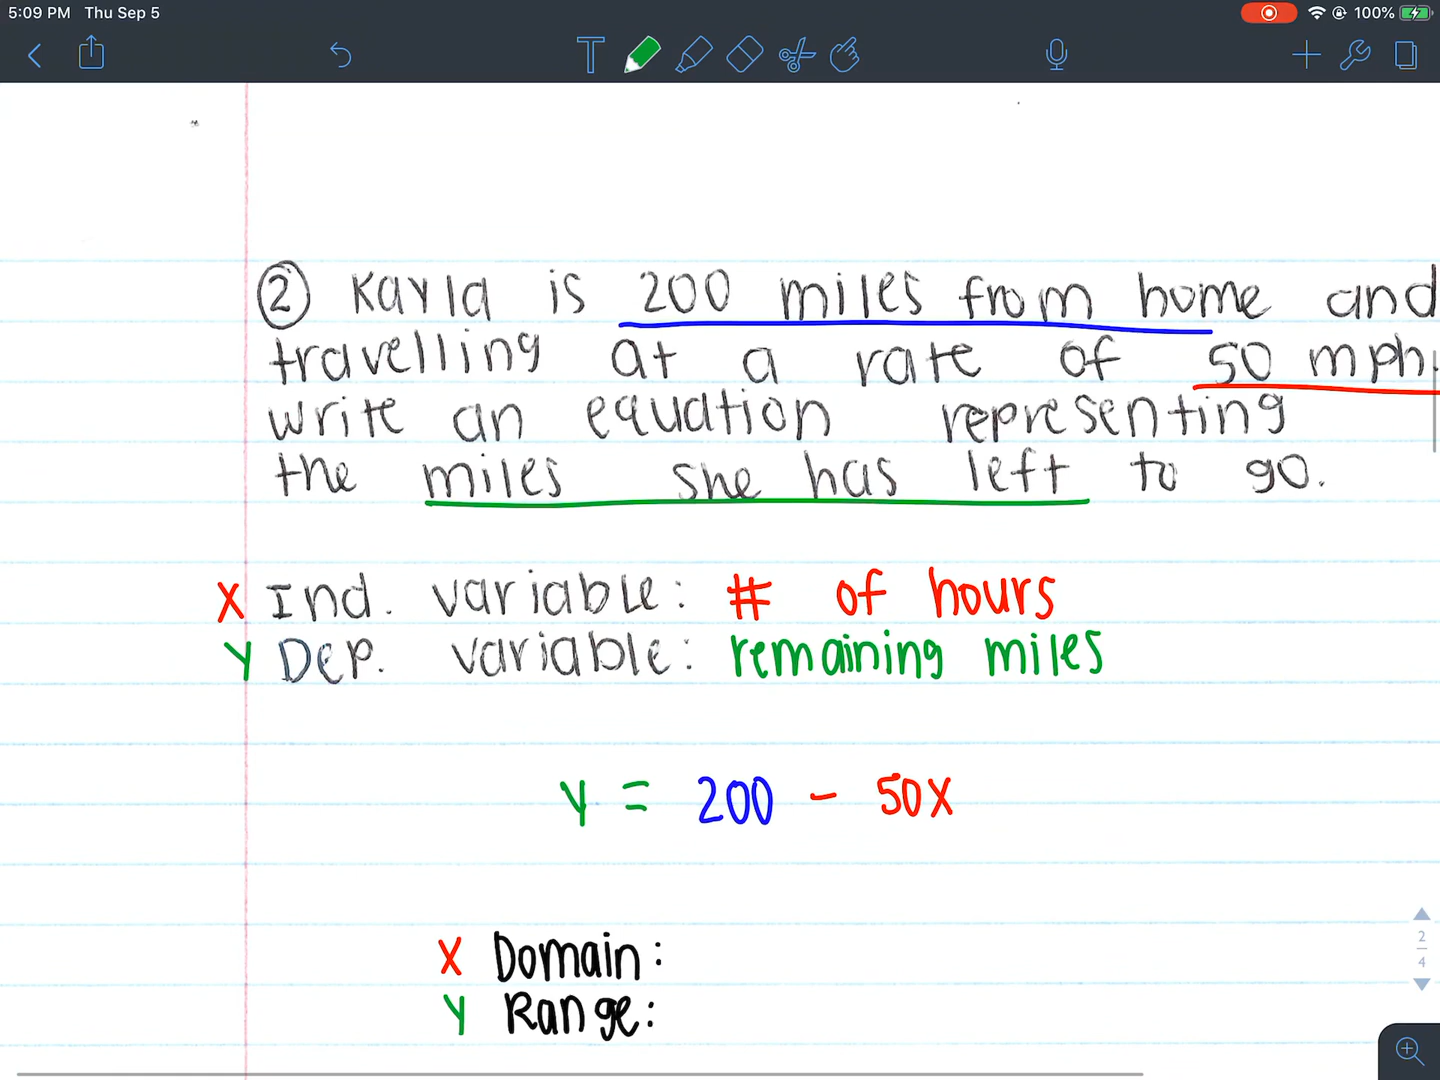 5:09 PM Thu Sep 5
100%
② Kayla is 200 miles from home and
travelling at a rate of 50 mph.
write an equation representing
the miles she has left to go.
X Ind. variable: # of hours
Y Dep. variable: remaining miles
Y = 200 - 50X
X Domain:
Y Range:
2
4